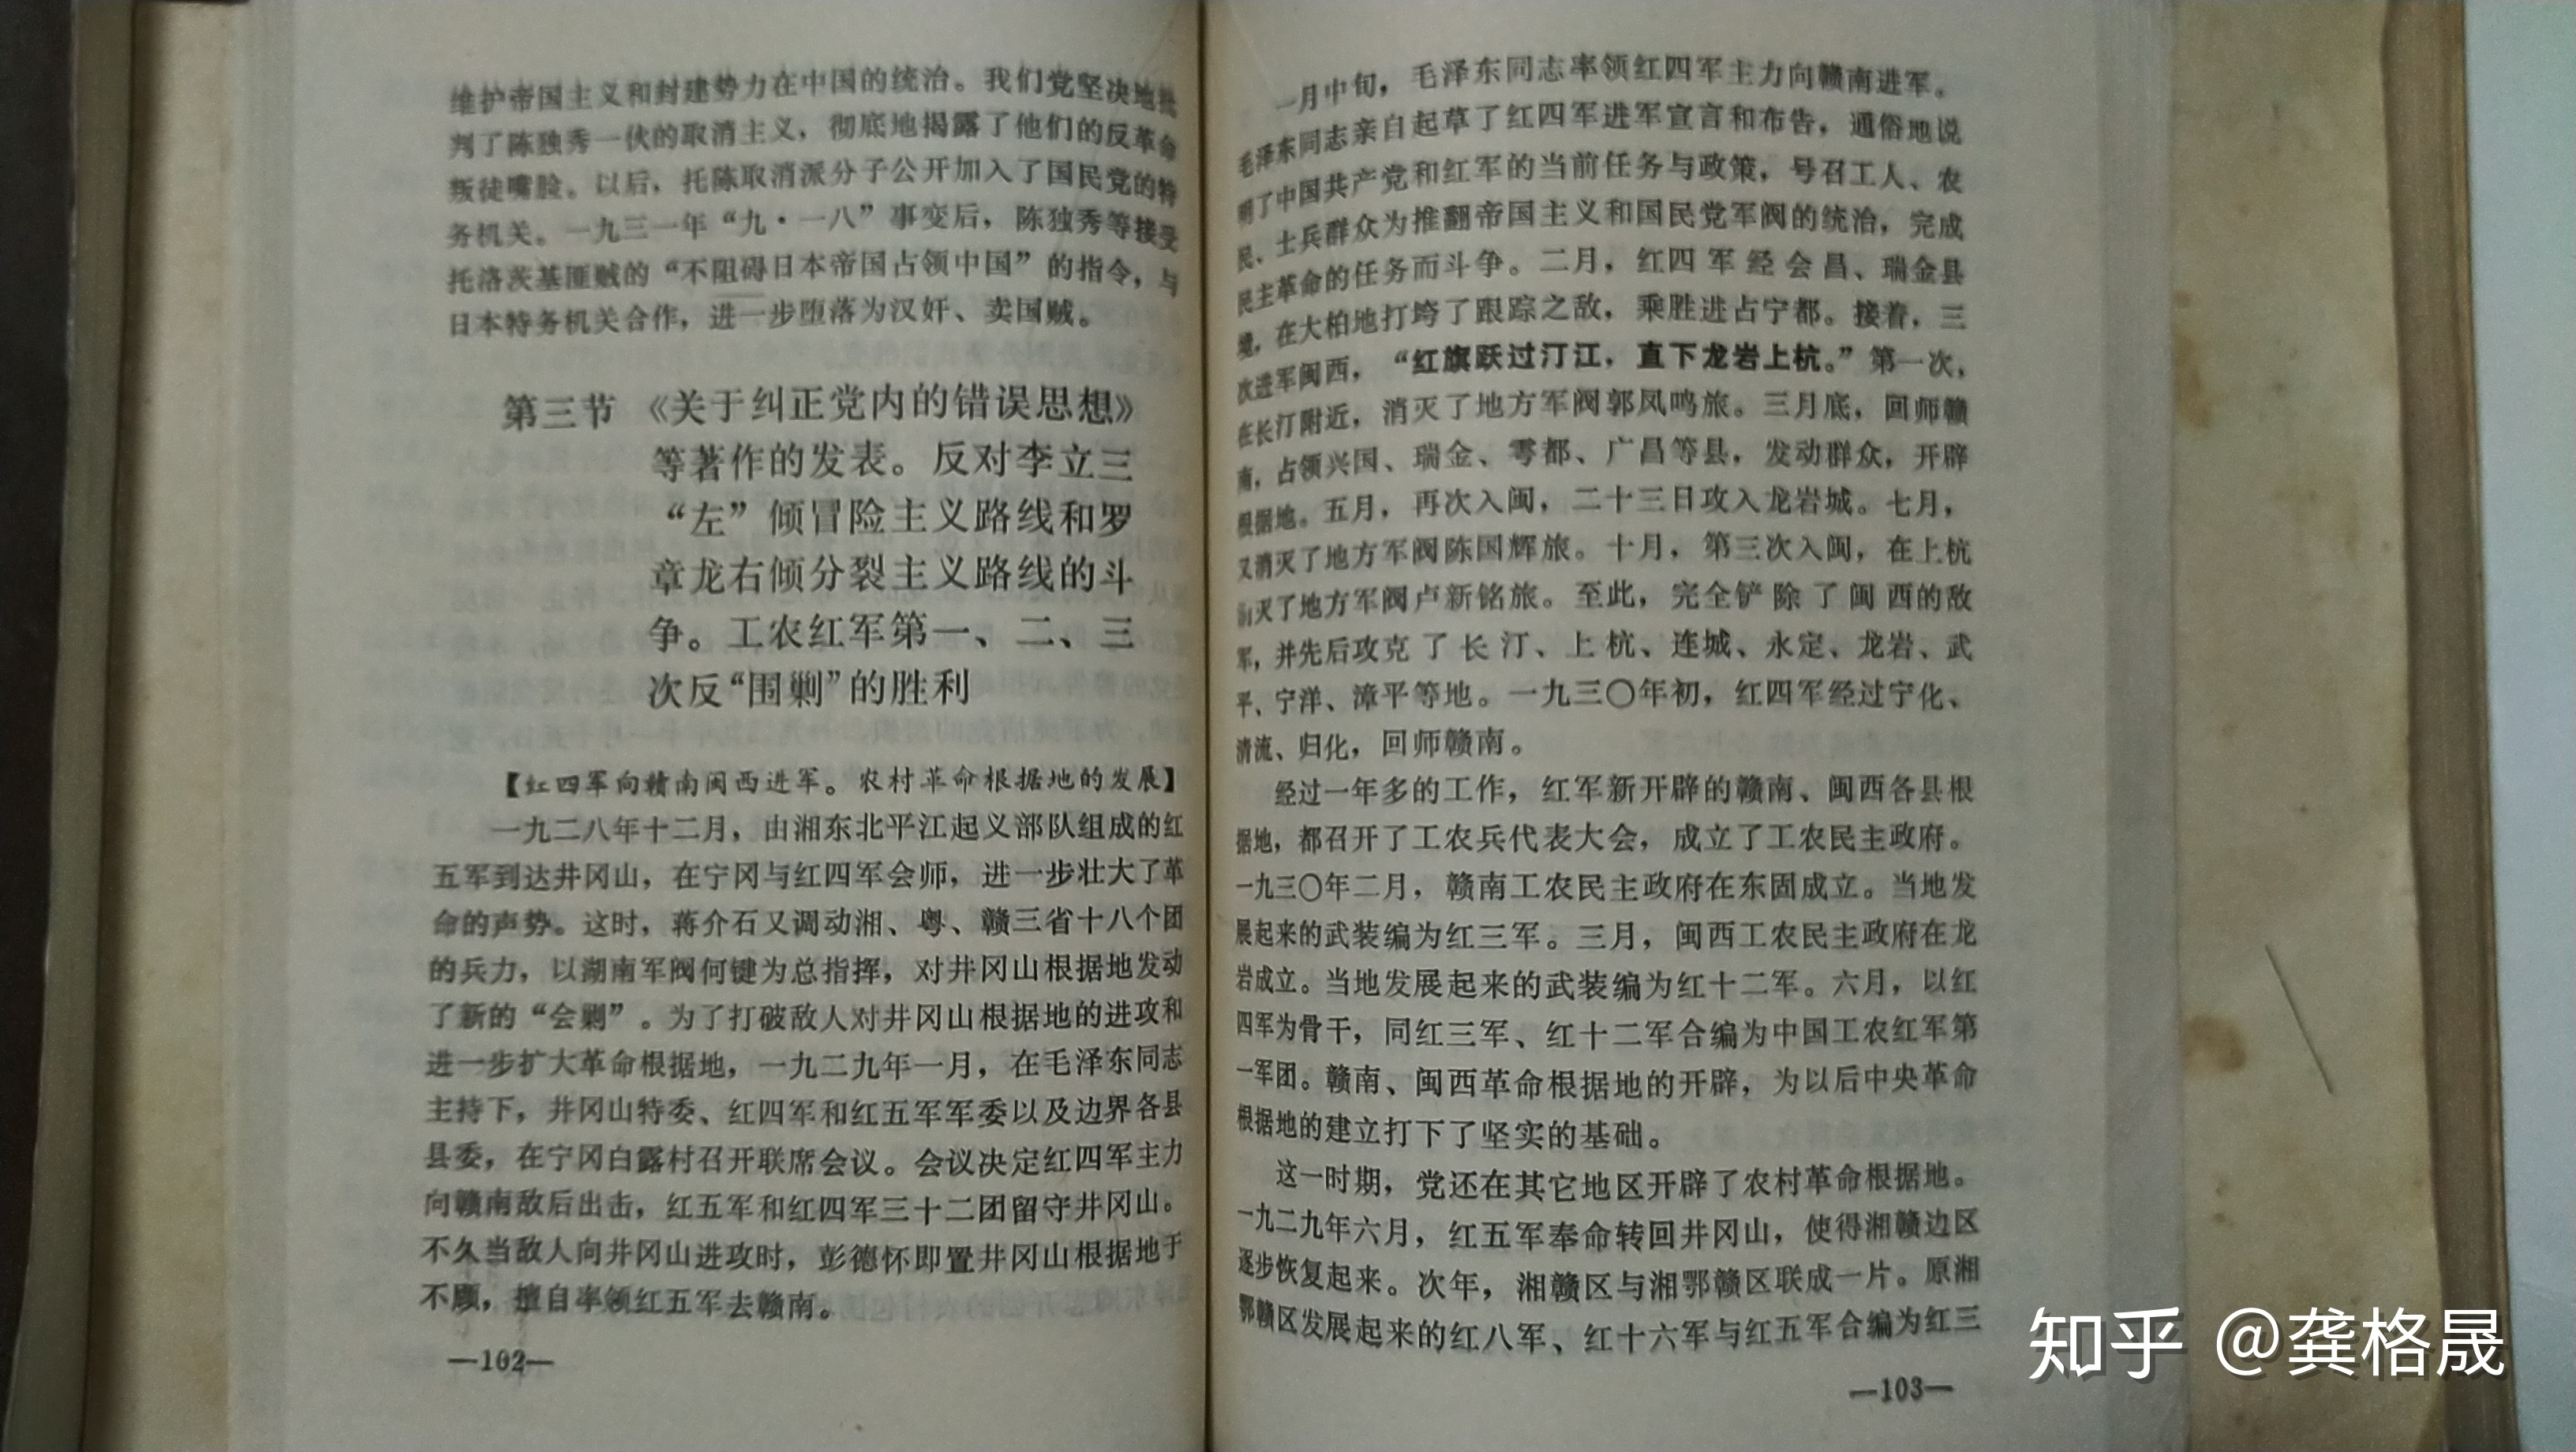 维护帝国主义和封建势力在中国的统治。我们党坚决地批
判了陈独秀一伙的取消主义，彻底地揭露了他们的反革命
叛徒嘴脸。以后，托陈取消派分子公开加入了国民党的特
务机关。一九三一年“九·一八”事变后，陈独秀等接受
托洛茨基匪贼的“不阻碍日本帝国占领中国”的指令，与
日本特务机关合作，进一步堕落为汉奸、卖国贼。
第三节 《关于纠正党内的错误思想》
等著作的发表。反对李立三
“左”倾冒险主义路线和罗
章龙右倾分裂主义路线的斗
争。工农红军第一、二、三
次反“围剿”的胜利
【红四军向赣南闽西进军。农村革命根据地的发展】
一九二八年十二月，由湘东北平江起义部队组成的红
五军到达井冈山，在宁冈与红四军会师，进一步壮大了革
命的声势。这时，蒋介石又调动湘、粤、赣三省十八个团
的兵力，以湖南军阀何键为总指挥，对井冈山根据地发动
了新的“会剿”。为了打破敌人对井冈山根据地的进攻和
进一步扩大革命根据地，一九二九年一月，在毛泽东同志
主持下，井冈山特委、红四军和红五军军委以及边界各县
县委，在宁冈白露村召开联席会议。会议决定红四军主力
向赣南敌后出击，红五军和红四军三十二团留守井冈山。
不久当敌人向井冈山进攻时，彭德怀即置井冈山根据地于
不顾，擅自率领红五军去赣南。
—102—
一月中旬，毛泽东同志率领红四军主力向赣南进军。
毛泽东同志亲自起草了红四军进军宣言和布告，通俗地说
明了中国共产党和红军的当前任务与政策，号召工人、农
民、士兵群众为推翻帝国主义和国民党军阀的统治，完成
民主革命的任务而斗争。二月，红四军经会昌、瑞金县
境，在大柏地打垮了跟踪之敌，乘胜进占宁都。接着，三
次进军闽西，“红旗跃过汀江，直下龙岩上杭。”第一次，
在长汀附近，消灭了地方军阀郭凤鸣旅。三月底，回师赣
南，占领兴国、瑞金、雩都、广昌等县，发动群众，开辟
根据地。五月，再次入闽，二十三日攻入龙岩城。七月，
又消灭了地方军阀陈国辉旅。十月，第三次入闽，在上杭
消灭了地方军阀卢新铭旅。至此，完全铲除了闽西的敌
军，并先后攻克了长汀、上杭、连城、永定、龙岩、武
平、宁洋、漳平等地。一九三〇年初，红四军经过宁化、
清流、归化，回师赣南。
经过一年多的工作，红军新开辟的赣南、闽西各县根
据地，都召开了工农兵代表大会，成立了工农民主政府。
一九三〇年二月，赣南工农民主政府在东固成立。当地发
展起来的武装编为红三军。三月，闽西工农民主政府在龙
岩成立。当地发展起来的武装编为红十二军。六月，以红
四军为骨干，同红三军、红十二军合编为中国工农红军第
一军团。赣南、闽西革命根据地的开辟，为以后中央革命
根据地的建立打下了坚实的基础。
这一时期，党还在其它地区开辟了农村革命根据地。
一九二九年六月，红五军奉命转回井冈山，使得湘赣边区
逐步恢复起来。次年，湘赣区与湘鄂赣区联成一片。原湘
鄂赣区发展起来的红八军、红十六军与红五军合编为红三
—103—
知乎 @龚格晟